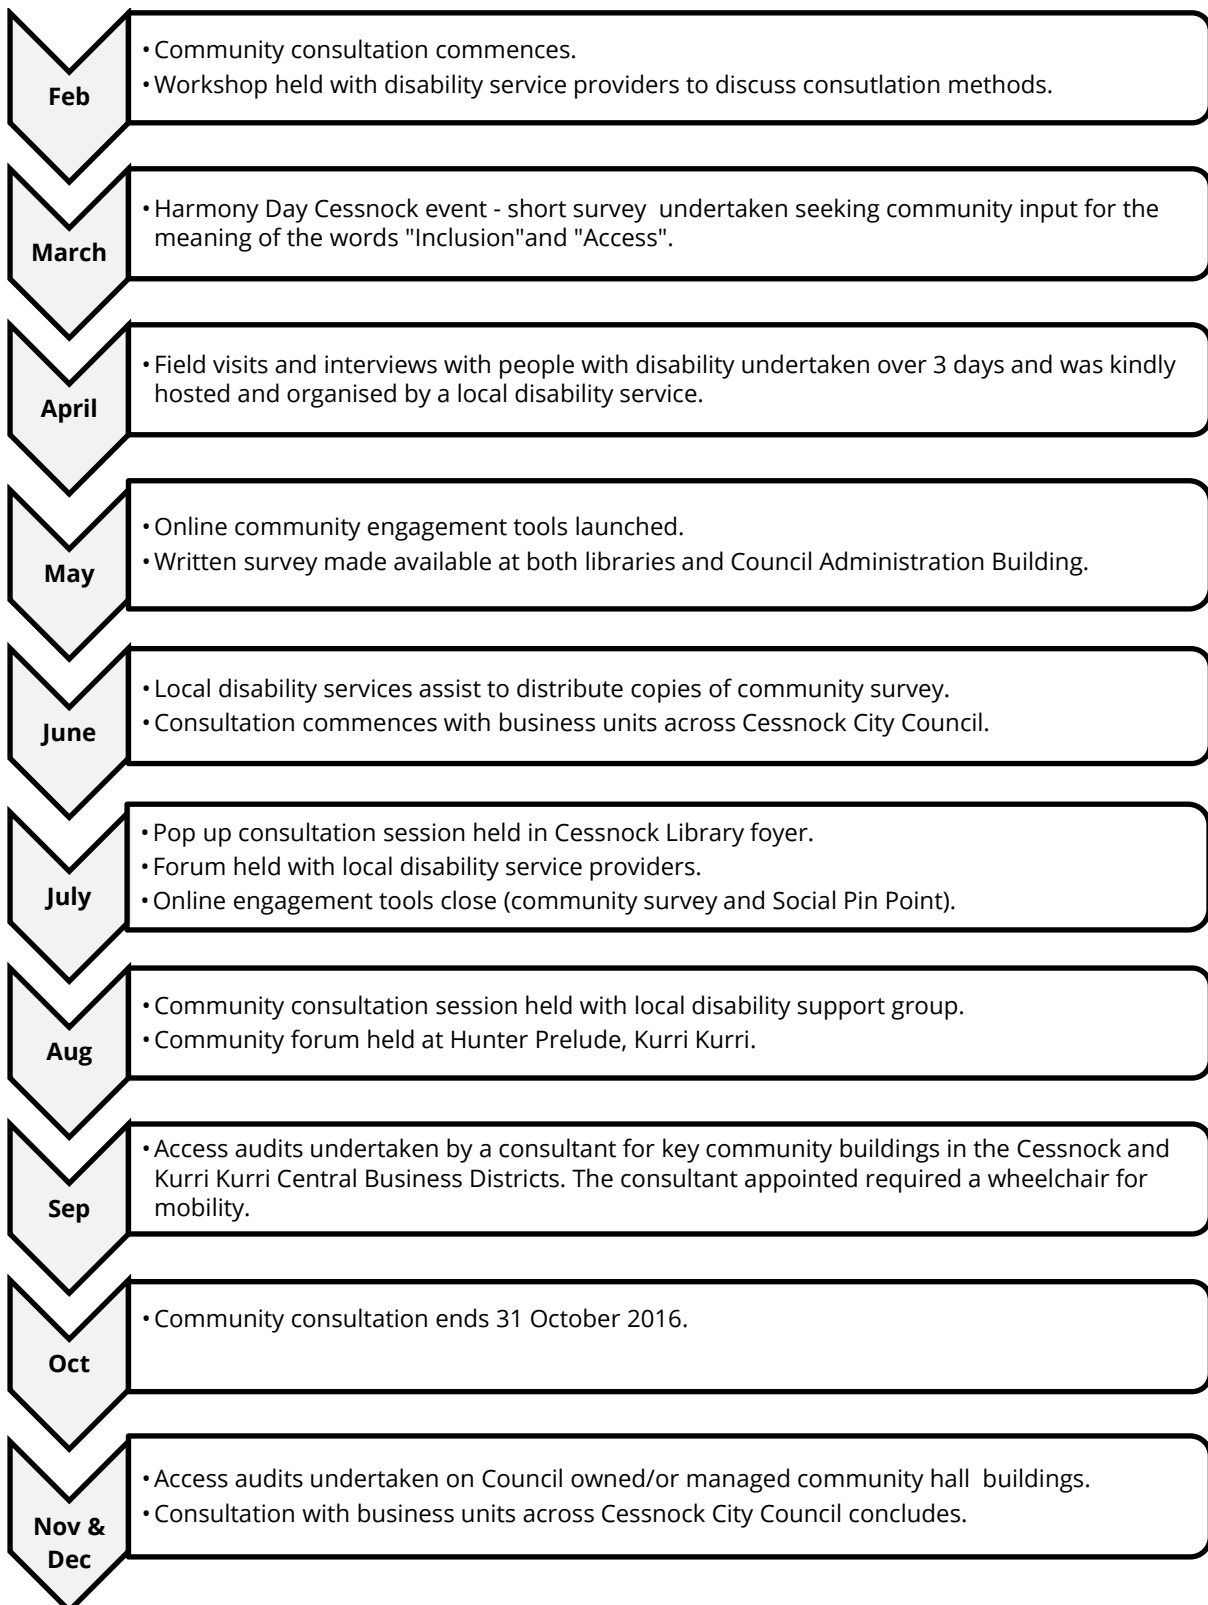 Feb
•Community consultation commences.
•Workshop held with disability service providers to discuss consutlation methods.
March
•Harmony Day Cessnock event - short survey  undertaken seeking community input for the
meaning of the words "Inclusion"and "Access".
April
•Field visits and interviews with people with disability undertaken over 3 days and was kindly
hosted and organised by a local disability service.
May
•Online community engagement tools launched.
•Written survey made available at both libraries and Council Administration Building.
June
•Local disability services assist to distribute copies of community survey.
•Consultation commences with business units across Cessnock City Council.
July
•Pop up consultation session held in Cessnock Library foyer.
•Forum held with local disability service providers.
•Online engagement tools close (community survey and Social Pin Point).
Aug
•Community consultation session held with local disability support group.
•Community forum held at Hunter Prelude, Kurri Kurri.
Sep
•Access audits undertaken by a consultant for key community buildings in the Cessnock and
Kurri Kurri Central Business Districts. The consultant appointed required a wheelchair for
mobility.
Oct
•Community consultation ends 31 October 2016.
Nov &
Dec
•Access audits undertaken on Council owned/or managed community hall  buildings.
•Consultation with business units across Cessnock City Council concludes.